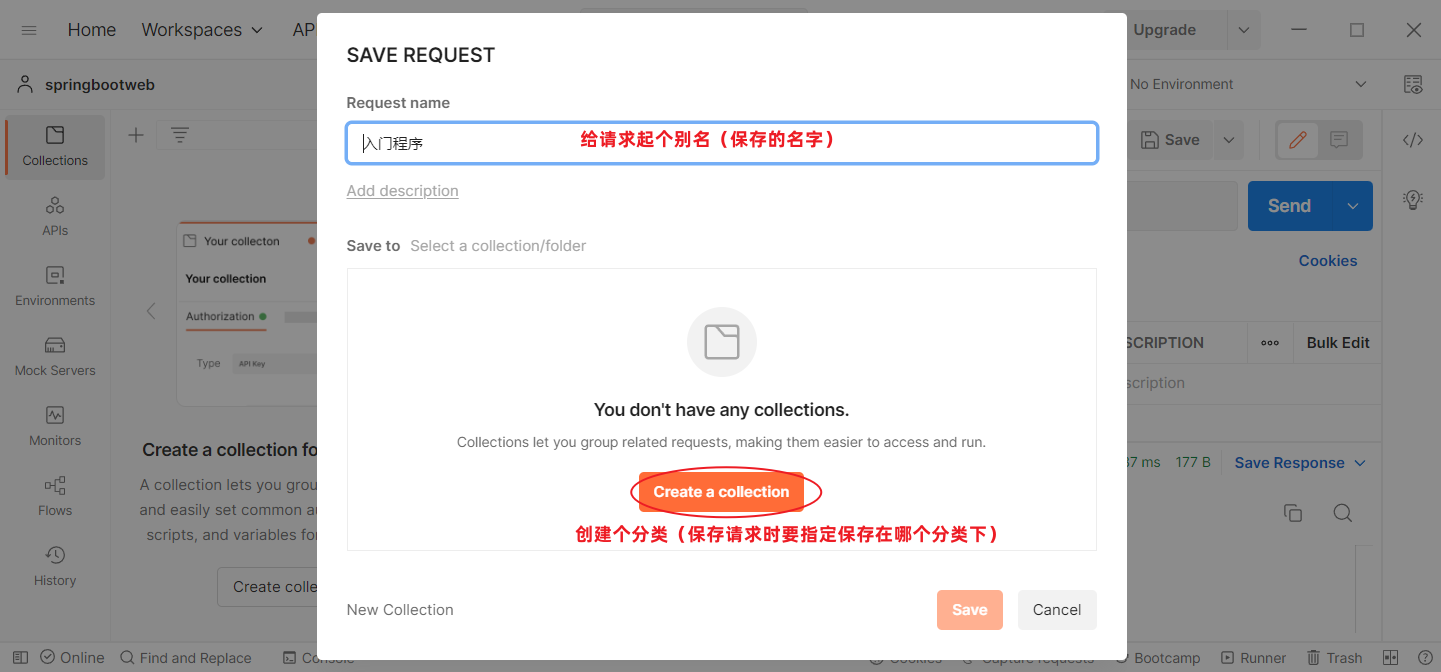 Home
Workspaces
API
Upgrade
springbootweb
No Environment
Collections
APIs
Environments
Mock Servers
Monitors
Flows
History
Your collecton
Your collection
Authorization
Type
API Key
Create a collection fo
A collection lets you grou
and easily set common au
scripts, and variables for
Create colle
SAVE REQUEST
Request name
入门程序
给请求起个别名（保存的名字）
Add description
Save to Select a collection/folder
You don't have any collections.
Collections let you group related requests, making them easier to access and run.
Create a collection
创建个分类（保存请求时要指定保存在哪个分类下）
New Collection
Save
Cancel
Save
Send
Cookies
SCRIPTION
Bulk Edit
scription
37 ms
177 B
Save Response
Online
Find and Replace
Console
Cookies
Capture requests
Bootcamp
Runner
Trash